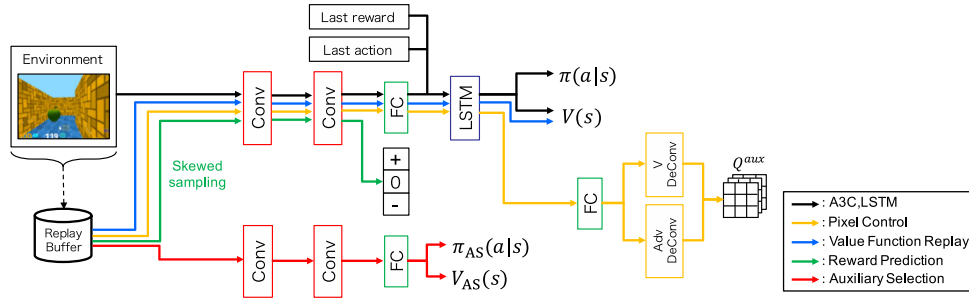 Last reward
Last action
Environment
119
Conv
Conv
FC
LSTM
π(a|s)
V(s)
Skewed
sampling
+
0
-
Replay
Buffer
Conv
Conv
FC
π_AS(a|s)
V_AS(s)
FC
V
DeConv
Adv
DeConv
Q^aux
: A3C,LSTM
: Pixel Control
: Value Function Replay
: Reward Prediction
: Auxiliary Selection